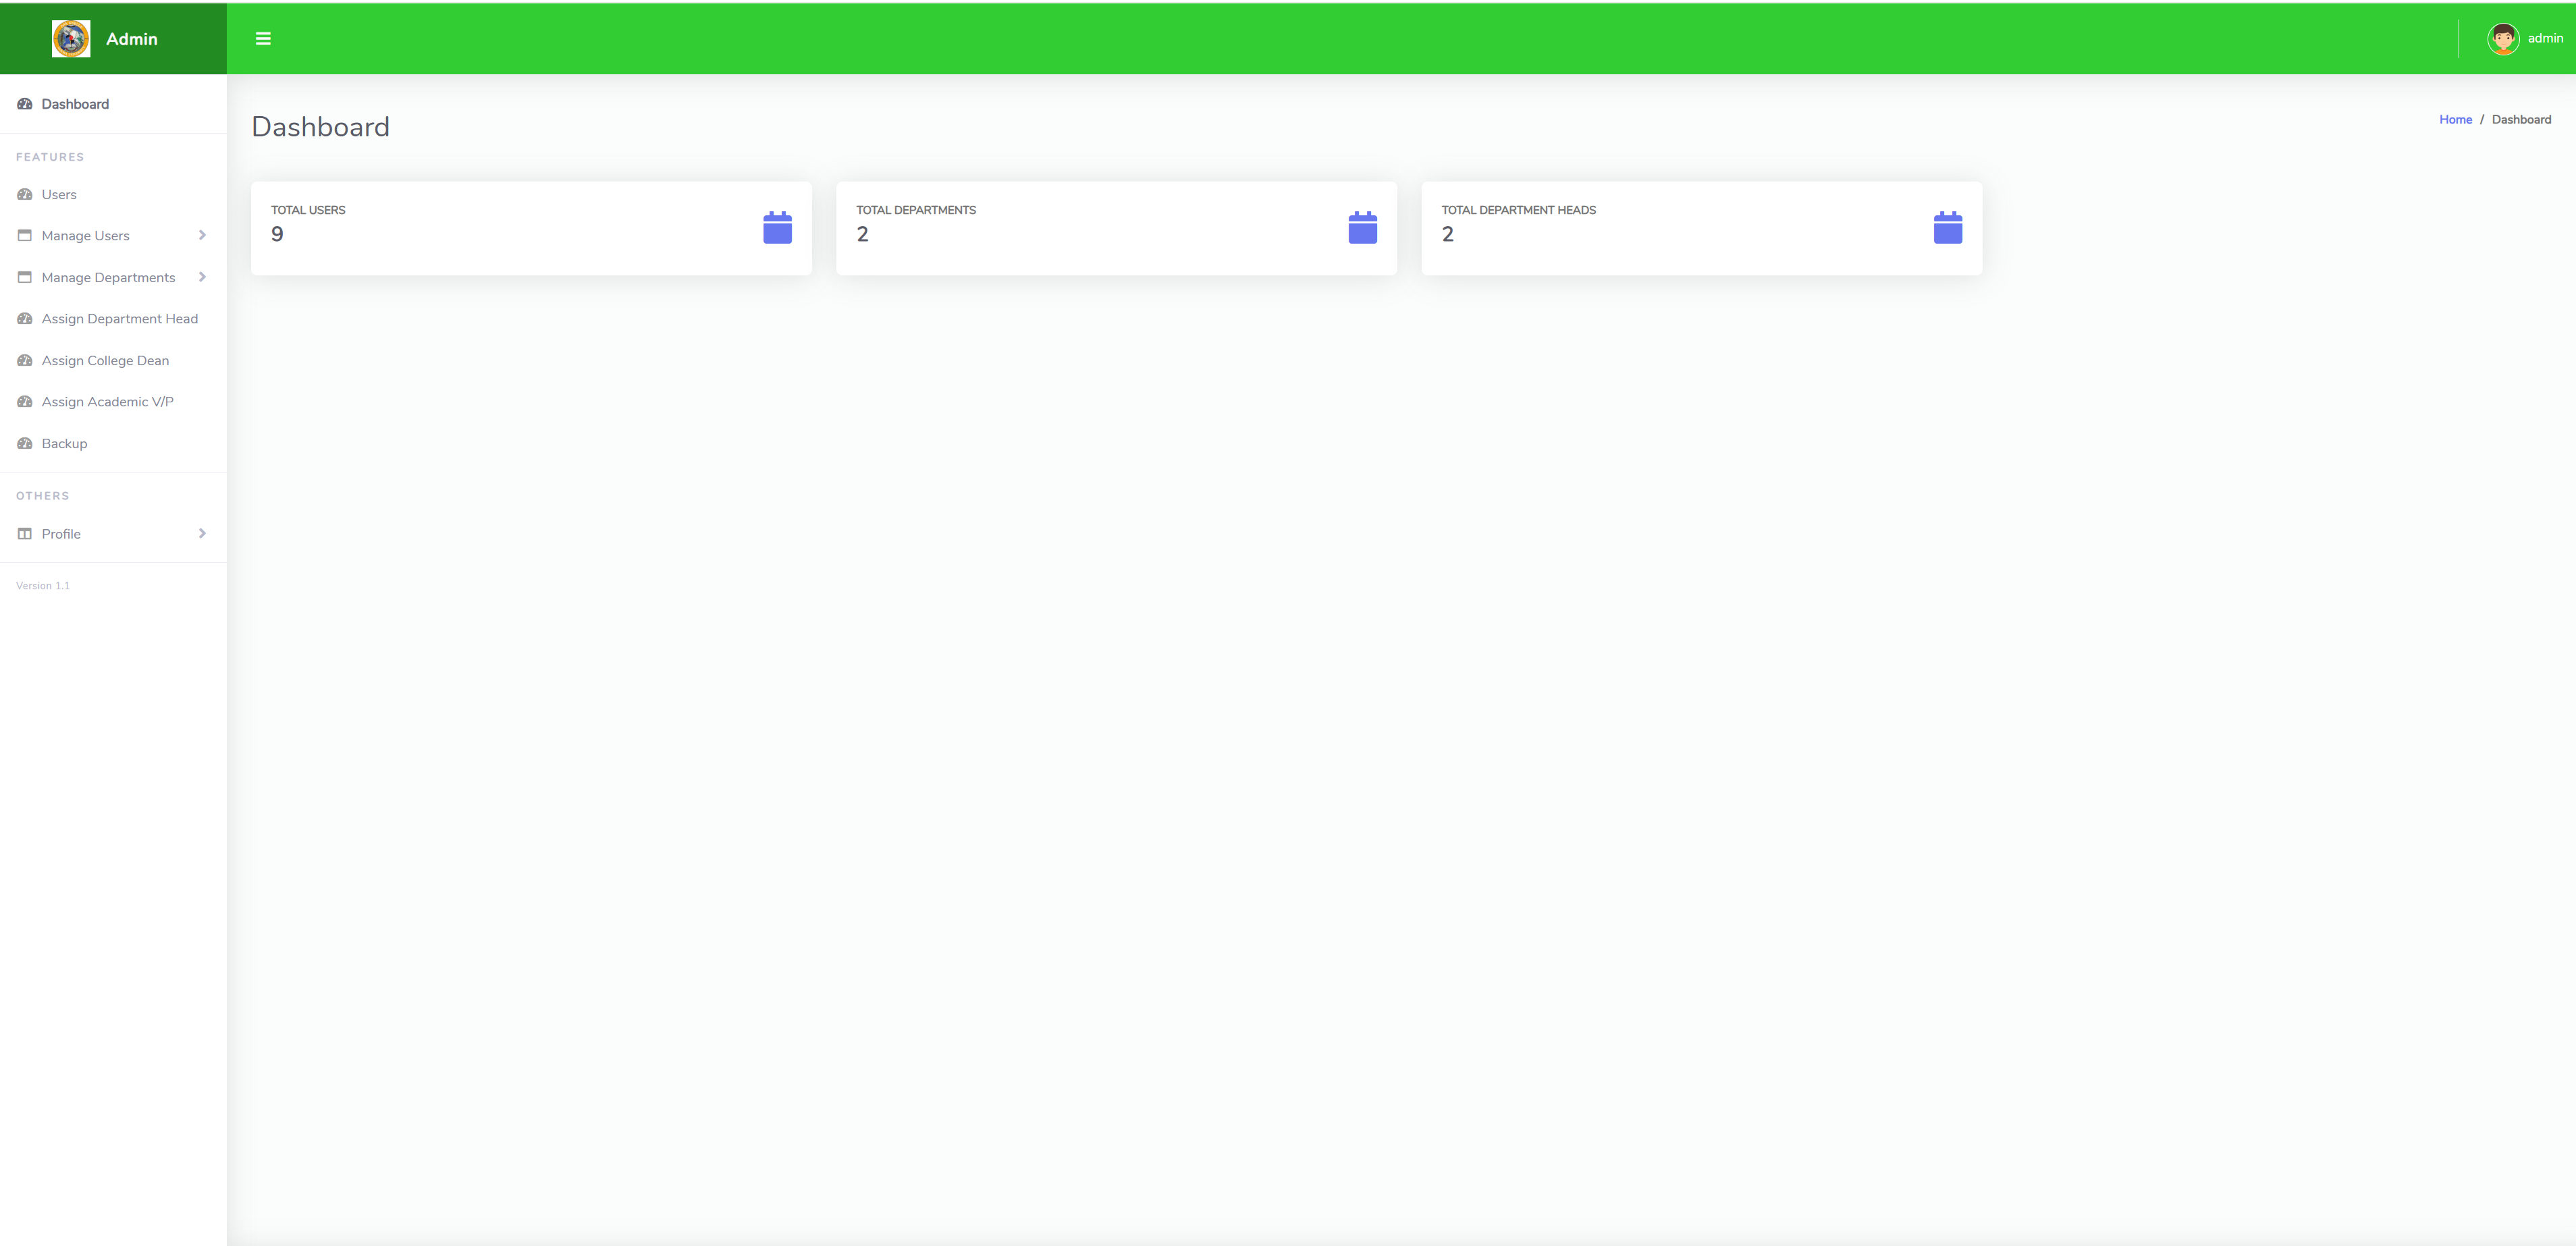 Admin
admin
Dashboard
FEATURES
Users
Manage Users
Manage Departments
Assign Department Head
Assign College Dean
Assign Academic V/P
Backup
OTHERS
Profile
Version 1.1
Dashboard
Home / Dashboard
TOTAL USERS
9
TOTAL DEPARTMENTS
2
TOTAL DEPARTMENT HEADS
2